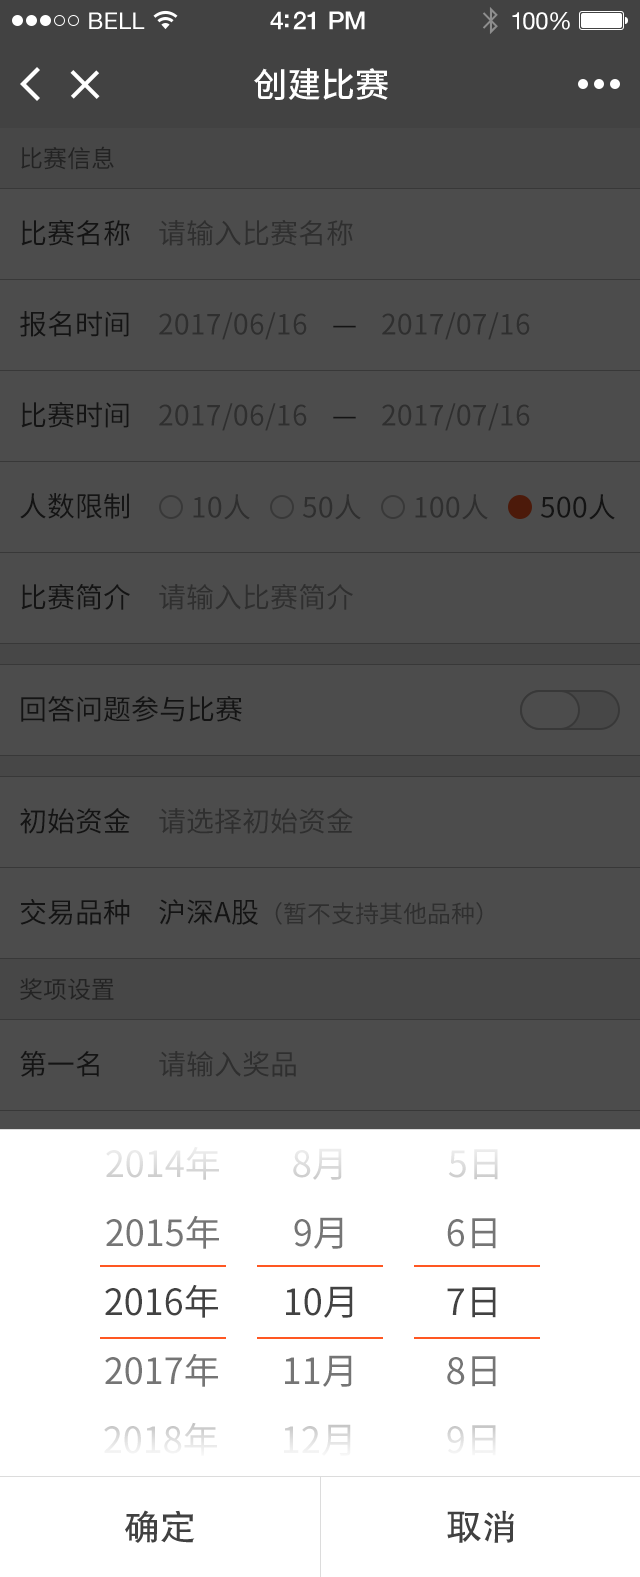 BELL 4:21 PM 100%
创建比赛
比赛信息
比赛名称 请输入比赛名称
报名时间 2017/06/16 — 2017/07/16
比赛时间 2017/06/16 — 2017/07/16
人数限制 10人 50人 100人 500人
比赛简介 请输入比赛简介
回答问题参与比赛
初始资金 请选择初始资金
交易品种 沪深A股（暂不支持其他品种）
奖项设置
第一名 请输入奖品
2014年 8月 5日
2015年 9月 6日
2016年 10月 7日
2017年 11月 8日
2018年 12月 9日
确定 取消